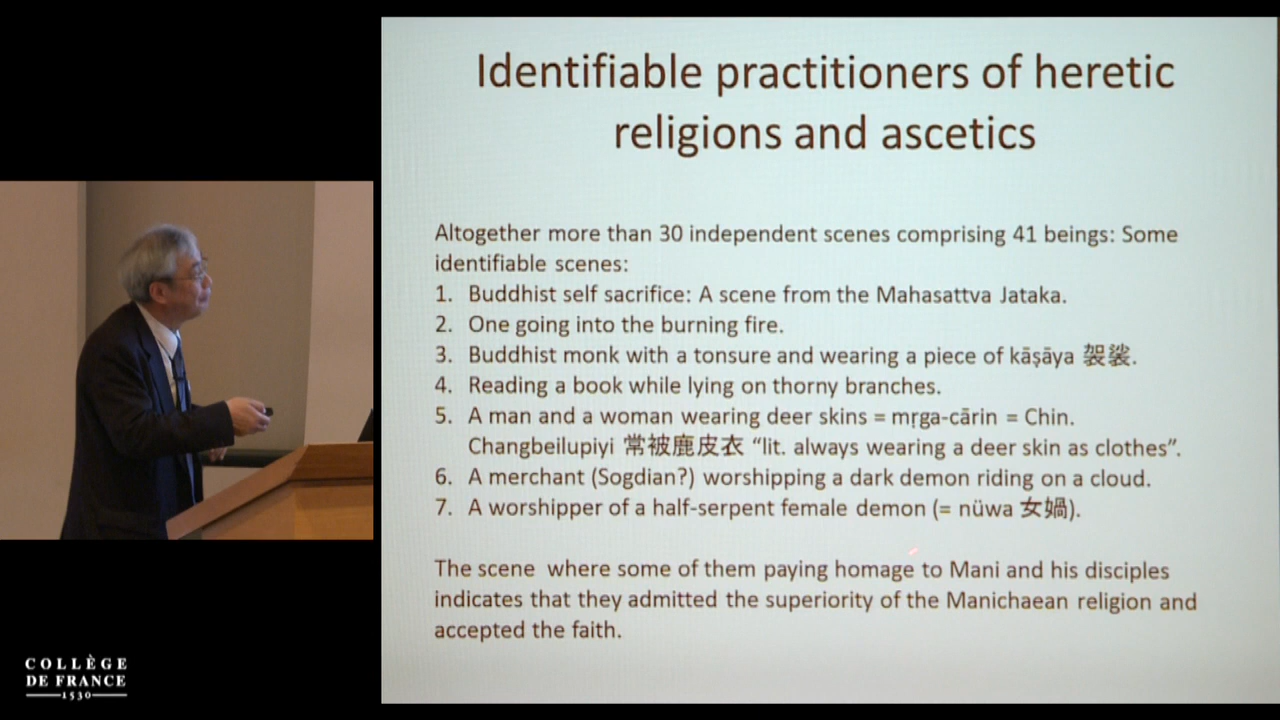 Identifiable practitioners of heretic
religions and ascetics
Altogether more than 30 independent scenes comprising 41 beings: Some
identifiable scenes:
1. Buddhist self sacrifice: A scene from the Mahasattva Jataka.
2. One going into the burning fire.
3. Buddhist monk with a tonsure and wearing a piece of kāṣāya 袈裟.
4. Reading a book while lying on thorny branches.
5. A man and a woman wearing deer skins = mṛga-cārin = Chin.
Changbeilupiyi 常被鹿皮衣 “lit. always wearing a deer skin as clothes”.
6. A merchant (Sogdian?) worshipping a dark demon riding on a cloud.
7. A worshipper of a half-serpent female demon (= nüwa 女媧).
The scene where some of them paying homage to Mani and his disciples
indicates that they admitted the superiority of the Manichaean religion and
accepted the faith.
COLLÈGE
DE FRANCE
1530